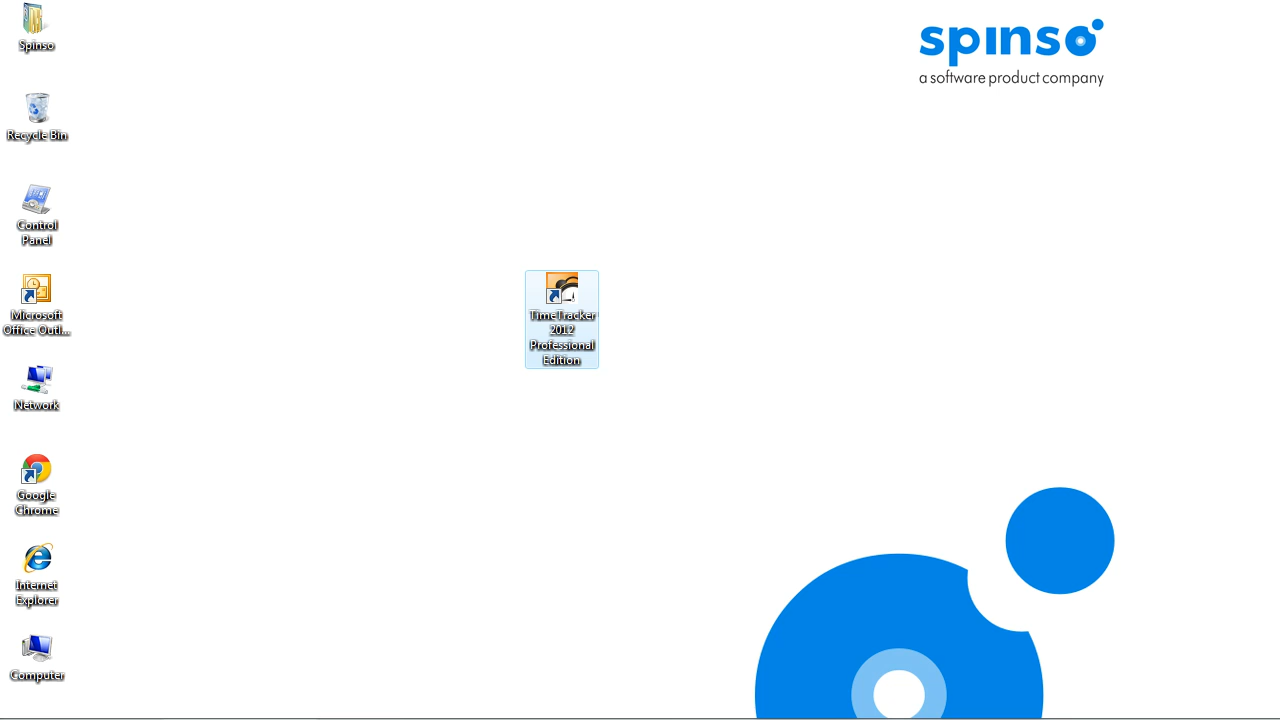 Spinso
Recycle Bin
Control
Panel
Microsoft
Office Outl...
Network
Google
Chrome
Internet
Explorer
Computer
TimeTracker
2012
Professional
Edition
spinso
a software product company